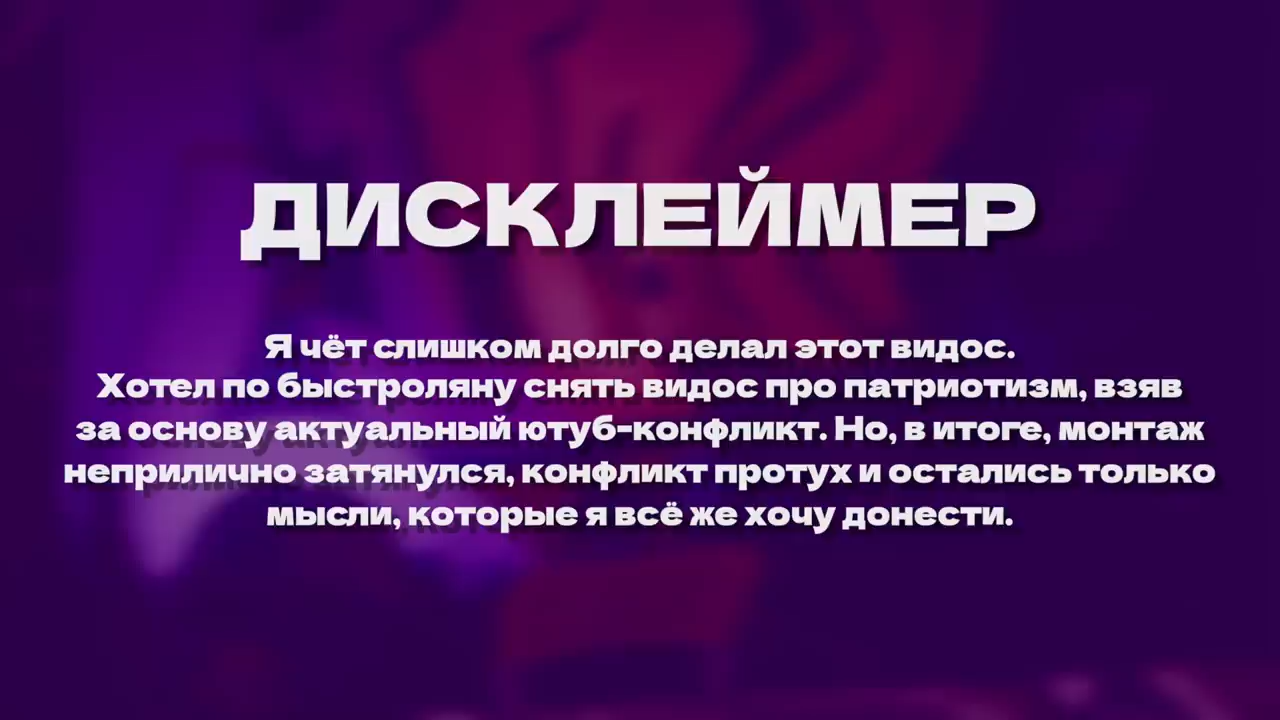 ДИСКЛЕЙМЕР
Я чёт слишком долго делал этот видос.
Хотел по быстроляну снять видос про патриотизм, взяв
за основу актуальный ютуб-конфликт. Но, в итоге, монтаж
неприлично затянулся, конфликт протух и остались только
мысли, которые я всё же хочу донести.